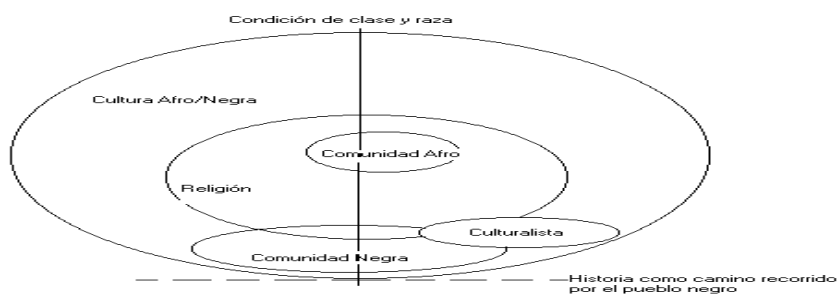 Condición de clase y raza
Cultura Afro/Negra
Comunidad Afro
Religión
Culturalista
Comunidad Negra
Historia como camino recorrido
por el pueblo negro